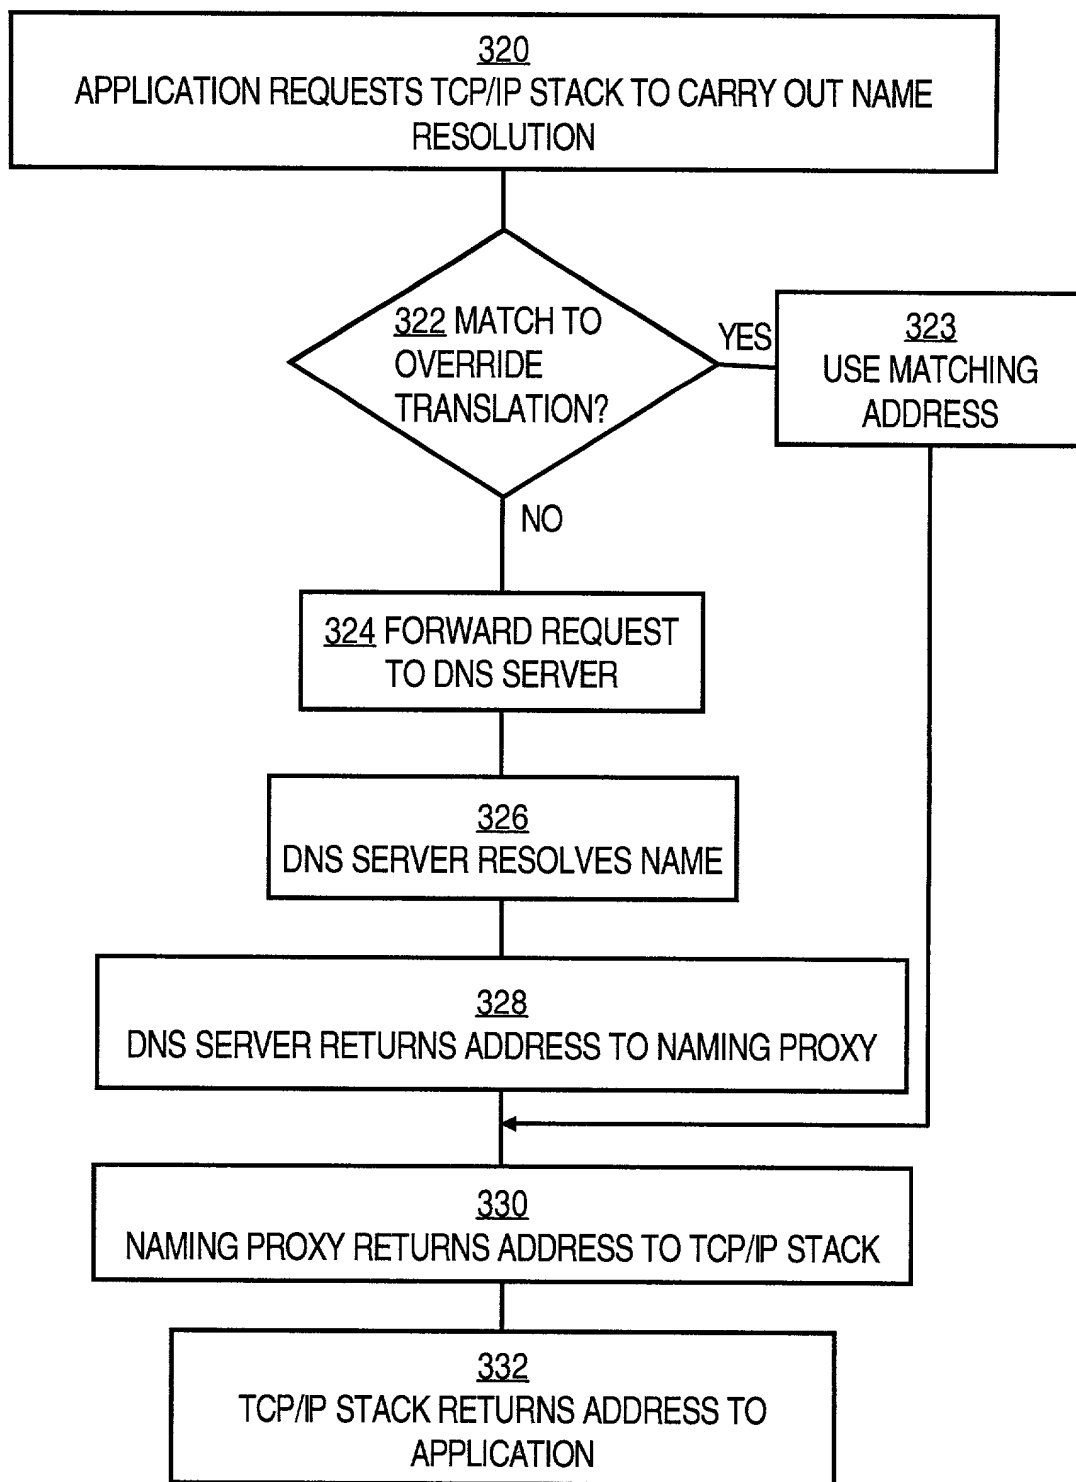 320
APPLICATION REQUESTS TCP/IP STACK TO CARRY OUT NAME
RESOLUTION
322 MATCH TO
OVERRIDE
TRANSLATION?
YES
323
USE MATCHING
ADDRESS
NO
324 FORWARD REQUEST
TO DNS SERVER
326
DNS SERVER RESOLVES NAME
328
DNS SERVER RETURNS ADDRESS TO NAMING PROXY
330
NAMING PROXY RETURNS ADDRESS TO TCP/IP STACK
332
TCP/IP STACK RETURNS ADDRESS TO
APPLICATION